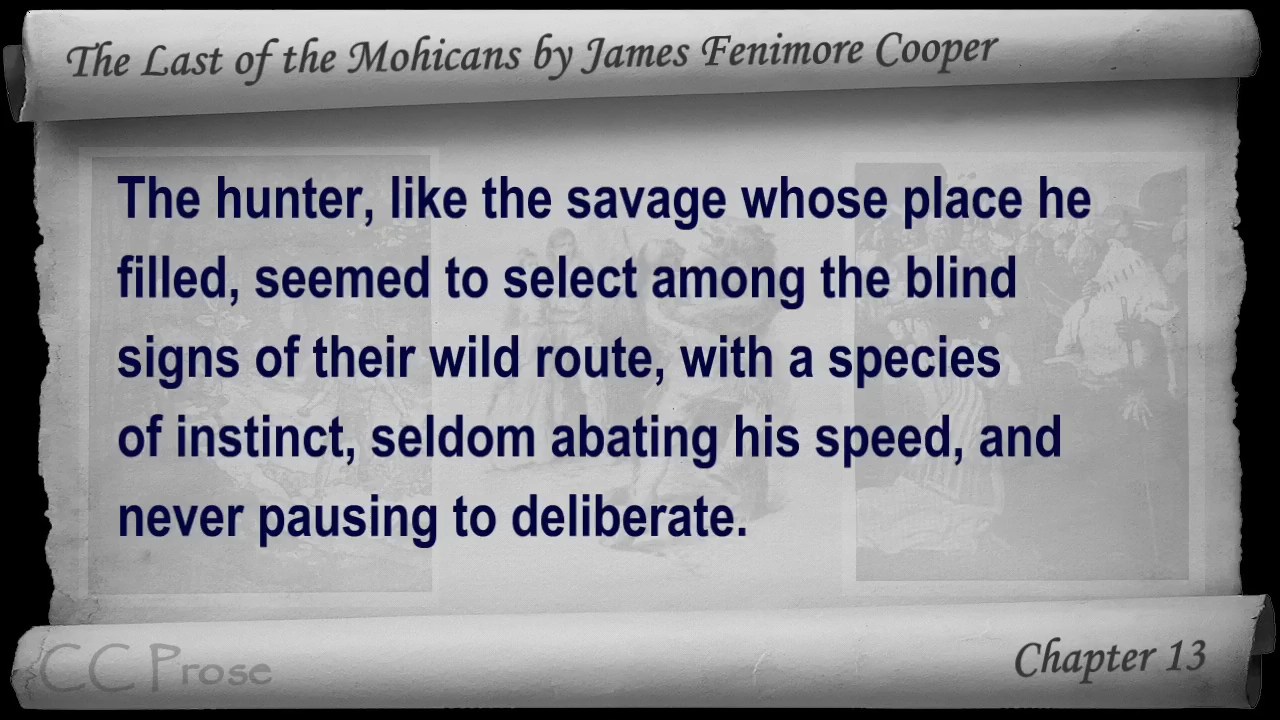 The Last of the Mohicans by James Fenimore Cooper
The hunter, like the savage whose place he
filled, seemed to select among the blind
signs of their wild route, with a species
of instinct, seldom abating his speed, and
never pausing to deliberate.
CC Prose
Chapter 13